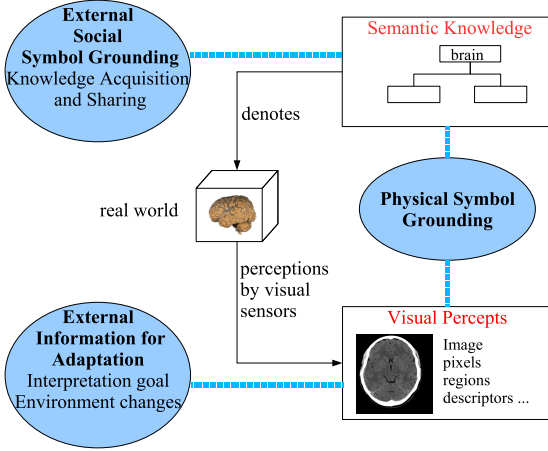 External
Social
Symbol Grounding
Knowledge Acquisition
and Sharing
Semantic Knowledge
brain
denotes
real world
Physical Symbol
Grounding
perceptions
by visual
sensors
External
Information for
Adaptation
Interpretation goal
Environment changes
Visual Percepts
Image
pixels
regions
descriptors ...